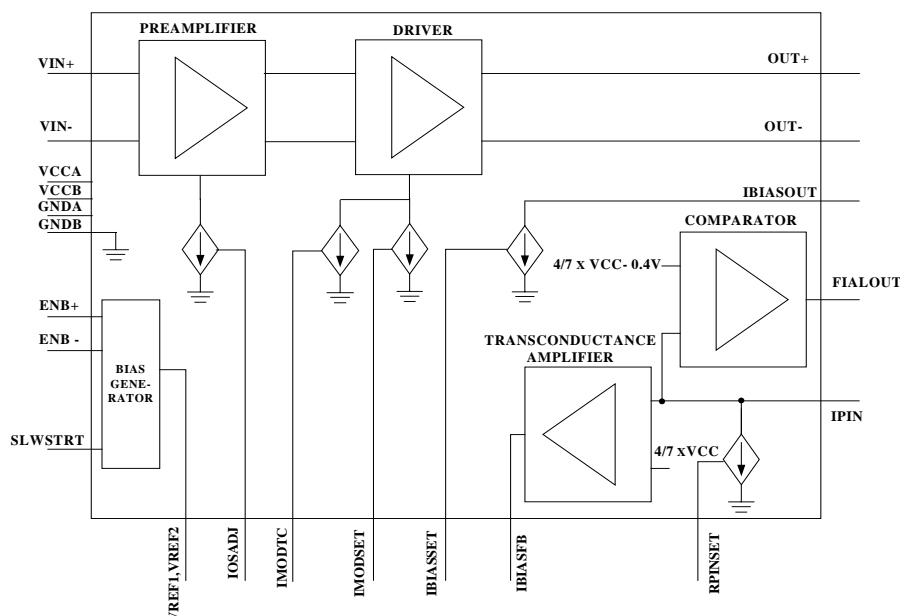 PREAMPLIFIER
DRIVER
VIN+
OUT+
VIN-
OUT-
VCCA
VCCB
GNDA
GNDB
IBIASOUT
COMPARATOR
4/7 x VCC- 0.4V
FIALOUT
ENB+
ENB -
TRANSCONDUCTANCE
AMPLIFIER
BIAS
GENE-
RATOR
IPIN
SLWSTRT
4/7 xVCC
VREF1,VREF2
IOSADJ
IMODTC
IMODSET
IBIASSET
IBIASFB
RPINSET